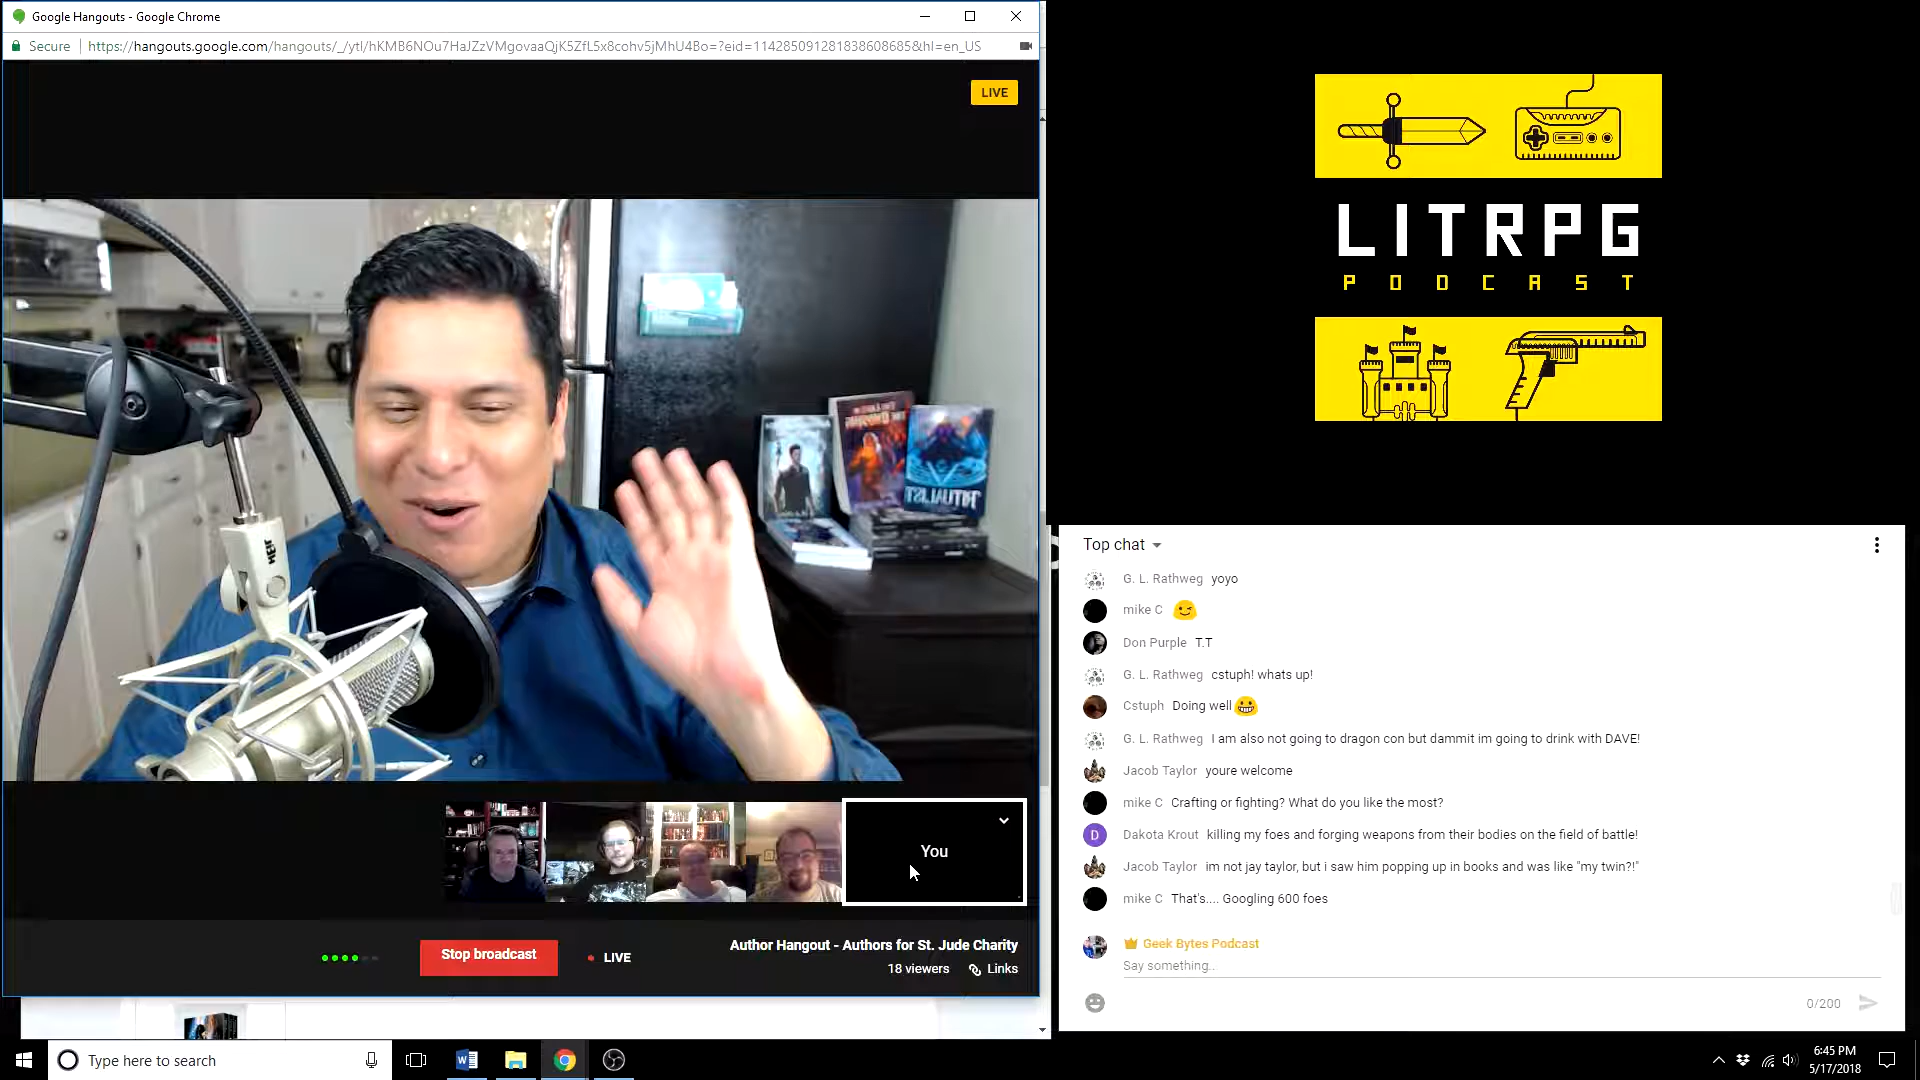 Google Hangouts - Google Chrome
Secure
https://hangouts.google.com/hangouts/_/ytl/hKMB6NOu7HaJZzVMgovaaQjK5ZfL5x8cohv5jMhU4Bo=?eid=114285091281838608685&hl=en_US
LIVE
HEIL
RITUALIST
You
Stop broadcast
LIVE
Author Hangout - Authors for St. Jude Charity
18 viewers
Links
LITRPG
PODCAST
Top chat
G. L. Rathweg yoyo
mike C 😉
Don Purple T.T
G. L. Rathweg cstuph! whats up!
Cstuph Doing well 😀
G. L. Rathweg I am also not going to dragon con but dammit im going to drink with DAVE!
Jacob Taylor youre welcome
mike C Crafting or fighting? What do you like the most?
D
Dakota Krout killing my foes and forging weapons from their bodies on the field of battle!
Jacob Taylor im not jay taylor, but i saw him popping up in books and was like "my twin?!"
mike C That's.... Googling 600 foes
Geek Bytes Podcast
Say something..
0/200
Type here to search
6:45 PM
5/17/2018